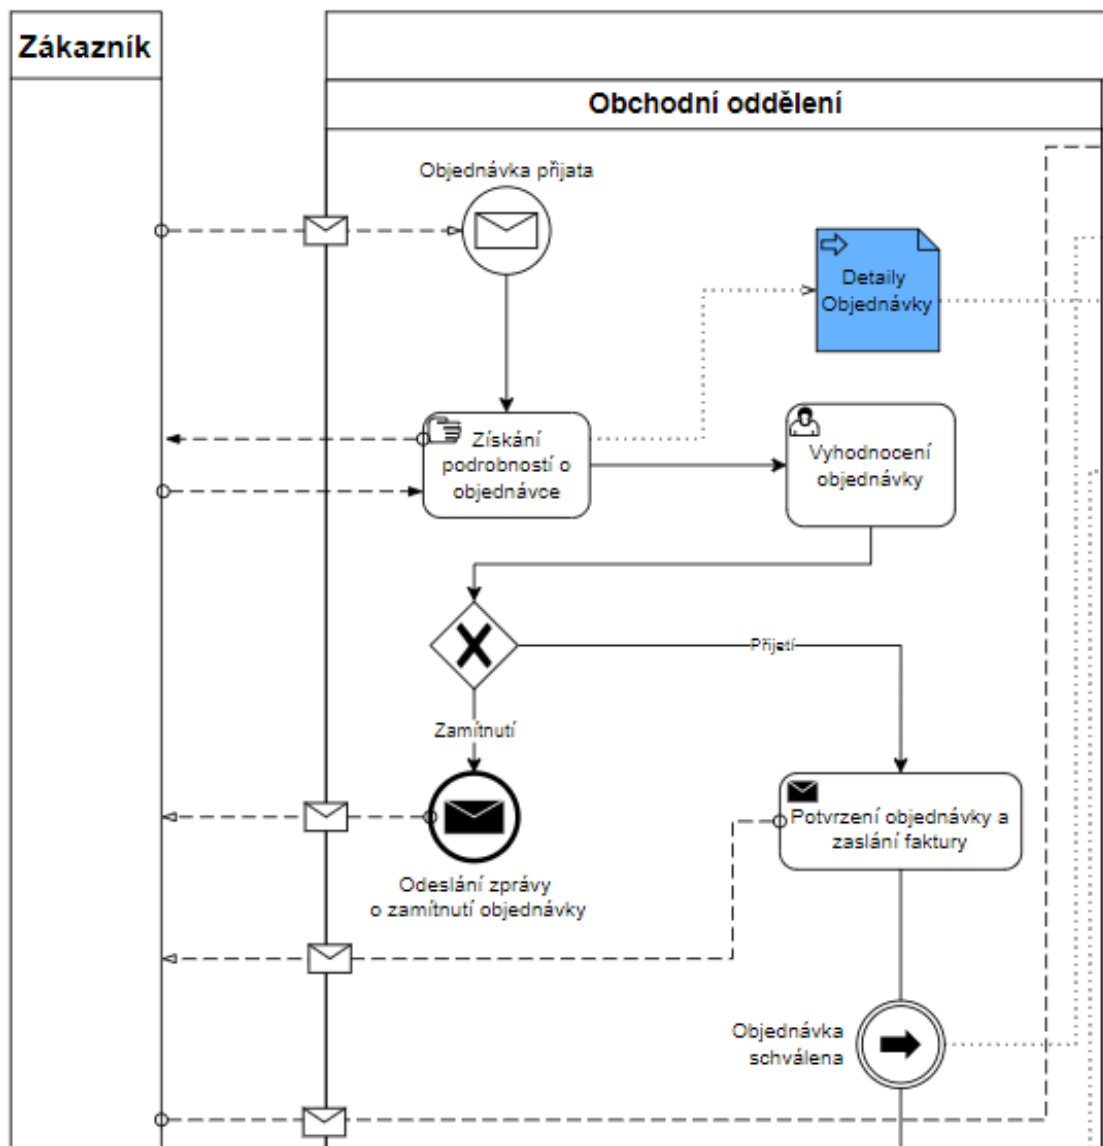 Zákazník
Obchodní oddělení
Objednávka přijata
Detaily
Objednávky
Získání
podrobností o
objednávce
Vyhodnocení
objednávky
Přijetí
Zamítnutí
Potvrzení objednávky a
zaslání faktury
Odeslání zprávy
o zamítnutí objednávky
Objednávka
schválena